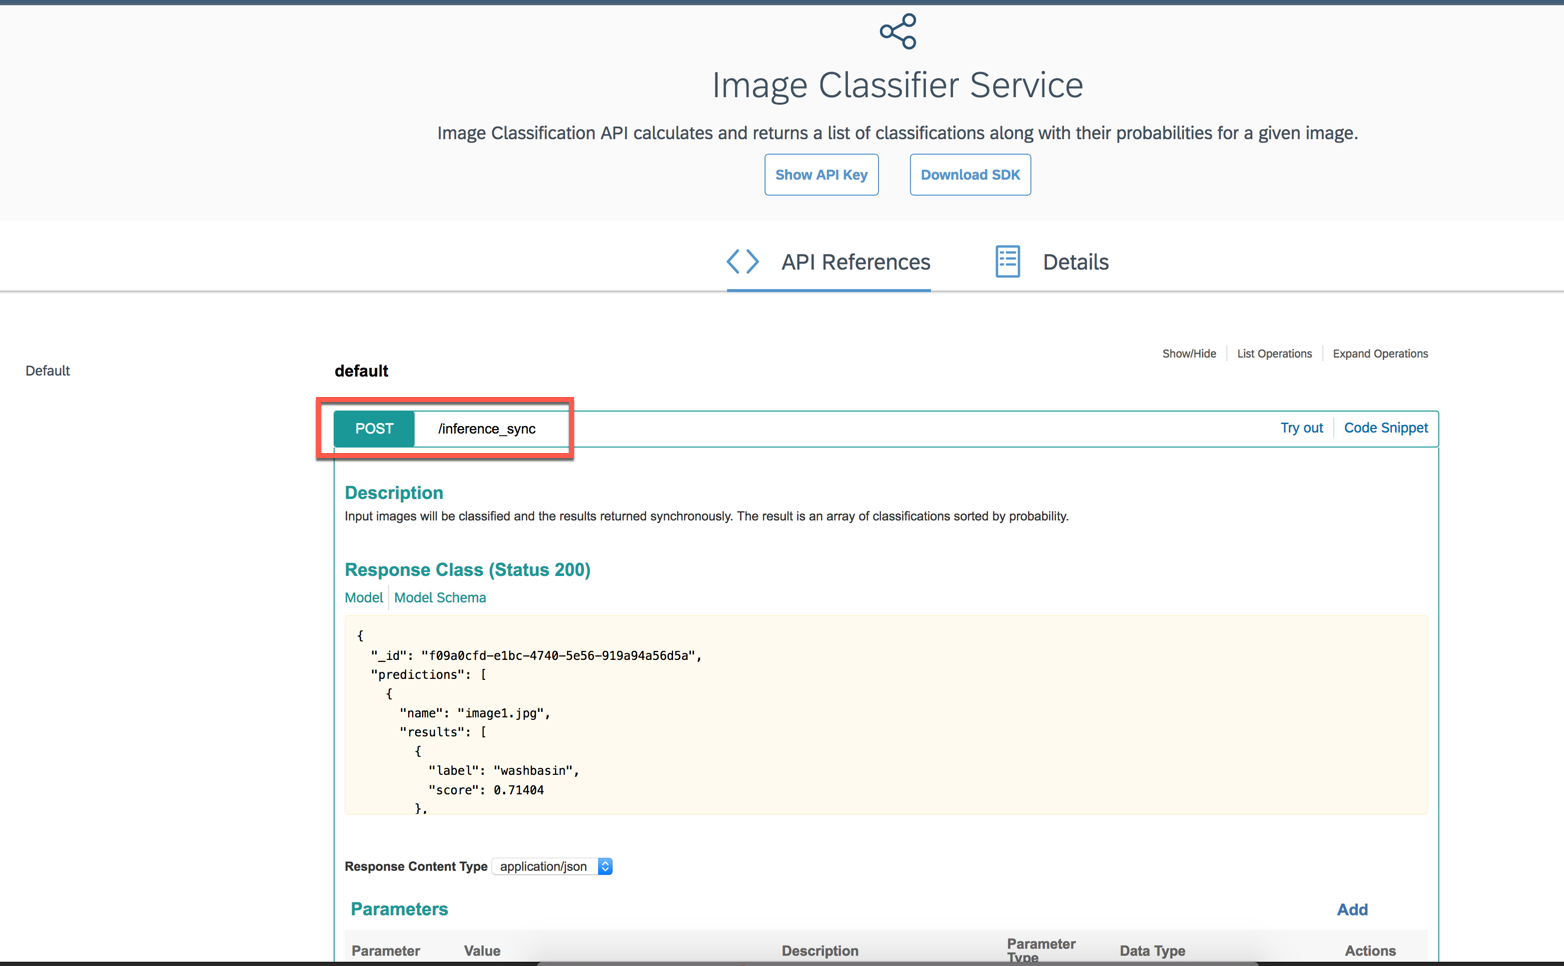 Image Classifier Service
Image Classification API calculates and returns a list of classifications along with their probabilities for a given image.
Show API Key Download SDK
API References Details
Show/Hide List Operations Expand Operations
Default default
POST /inference_sync Try out Code Snippet
Description
Input images will be classified and the results returned synchronously. The result is an array of classifications sorted by probability.
Response Class (Status 200)
Model Model Schema
{
"_id": "f09a0cfd-e1bc-4740-5e56-919a94a56d5a",
"predictions": [
{
"name": "image1.jpg",
"results": [
{
"label": "washbasin",
"score": 0.71404
},
Response Content Type application/json
Parameters Add
Parameter Value Description Parameter Type Data Type Actions